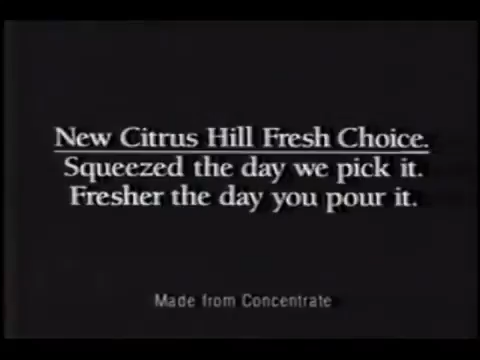 New Citrus Hill Fresh Choice.
Squeezed the day we pick it.
Fresher the day you pour it.
Made from Concentrate